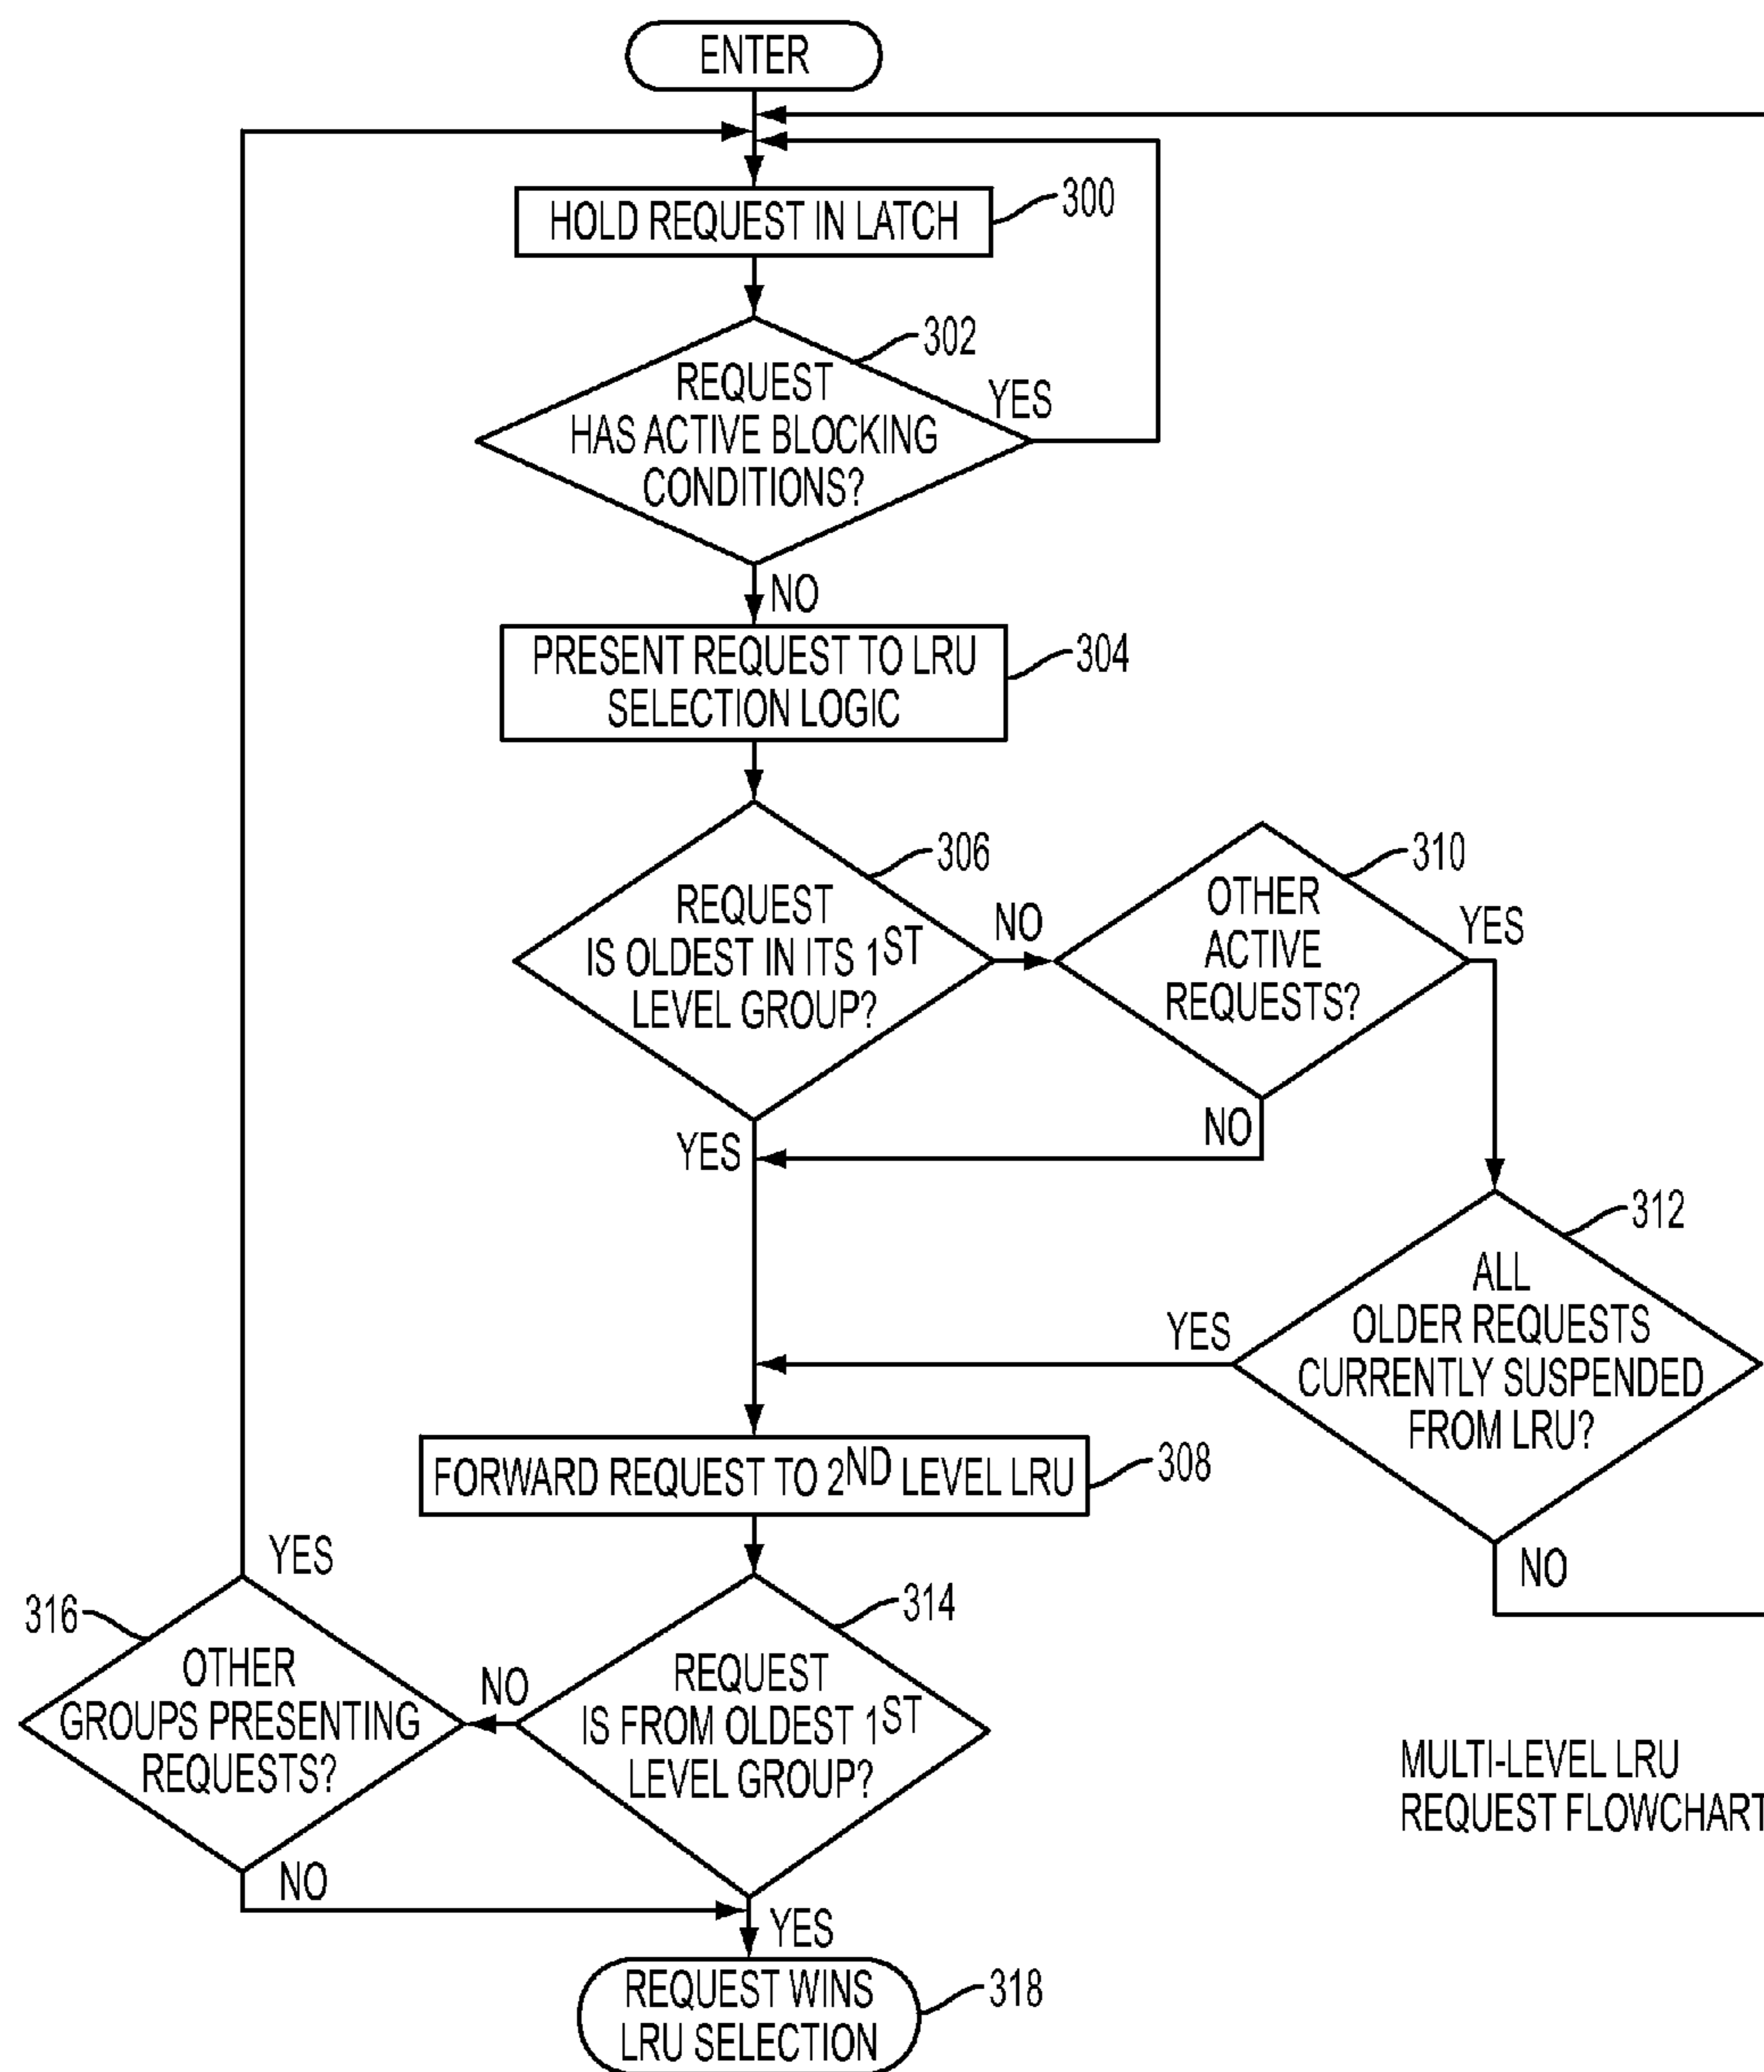 ENTER
HOLD REQUEST IN LATCH
300
302
REQUEST
HAS ACTIVE BLOCKING
CONDITIONS?
YES
NO
PRESENT REQUEST TO LRU
SELECTION LOGIC
304
306
REQUEST
IS OLDEST IN ITS 1ST
LEVEL GROUP?
NO
YES
310
OTHER
ACTIVE
REQUESTS?
YES
NO
312
ALL
OLDER REQUESTS
CURRENTLY SUSPENDED
FROM LRU?
YES
NO
FORWARD REQUEST TO 2ND LEVEL LRU
308
314
REQUEST
IS FROM OLDEST 1ST
LEVEL GROUP?
NO
YES
316
OTHER
GROUPS PRESENTING
REQUESTS?
YES
NO
REQUEST WINS
LRU SELECTION
318
MULTI-LEVEL LRU
REQUEST FLOWCHART